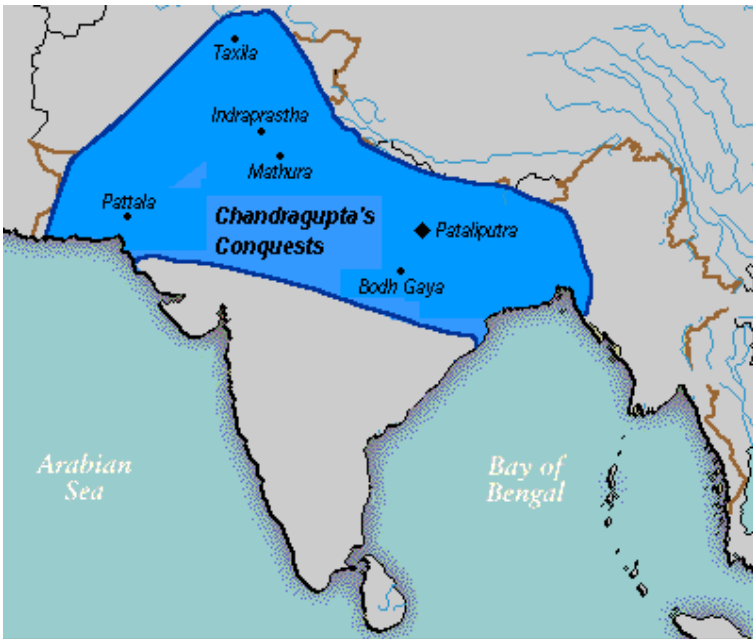 Taxila
Indraprastha
Mathura
Pattala
Chandragupta's
Conquests
Pataliputra
Bodh Gaya
Arabian
Sea
Bay of
Bengal